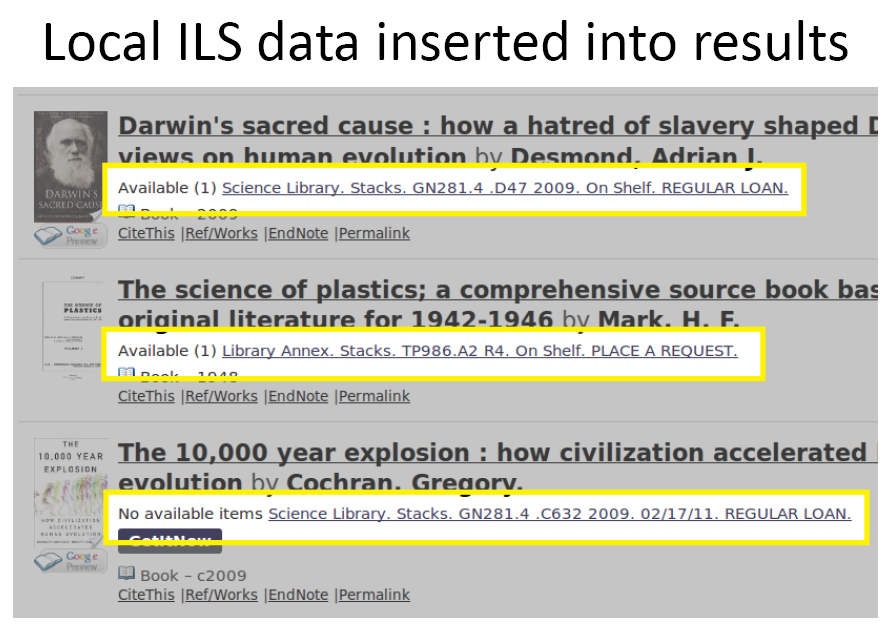 Local ILS data inserted into results
Darwin's sacred cause : how a hatred of slavery shaped D
views on human evolution by Desmond, Adrian J.
Available (1) Science Library. Stacks. GN281.4 .D47 2009. On Shelf. REGULAR LOAN.
DARWIN'S
SACRED CAUSE
Book – 2009
Google
Preview
CiteThis |Ref/Works |EndNote |Permalink
The science of plastics; a comprehensive source book bas
original literature for 1942-1946 by Mark, H. F.
THE SCIENCE OF
PLASTICS
Available (1) Library Annex. Stacks. TP986.A2 R4. On Shelf. PLACE A REQUEST.
Book – 1948
CiteThis |Ref/Works |EndNote |Permalink
THE
10,000 YEAR
EXPLOSION
The 10,000 year explosion : how civilization accelerated
evolution by Cochran, Gregory.
No available items Science Library. Stacks. GN281.4 .C632 2009. 02/17/11. REGULAR LOAN.
HOW CIVILIZATION
ACCELERATED
HUMAN EVOLUTION
GetItNow
Google
Preview
Book – c2009
CiteThis |Ref/Works |EndNote |Permalink